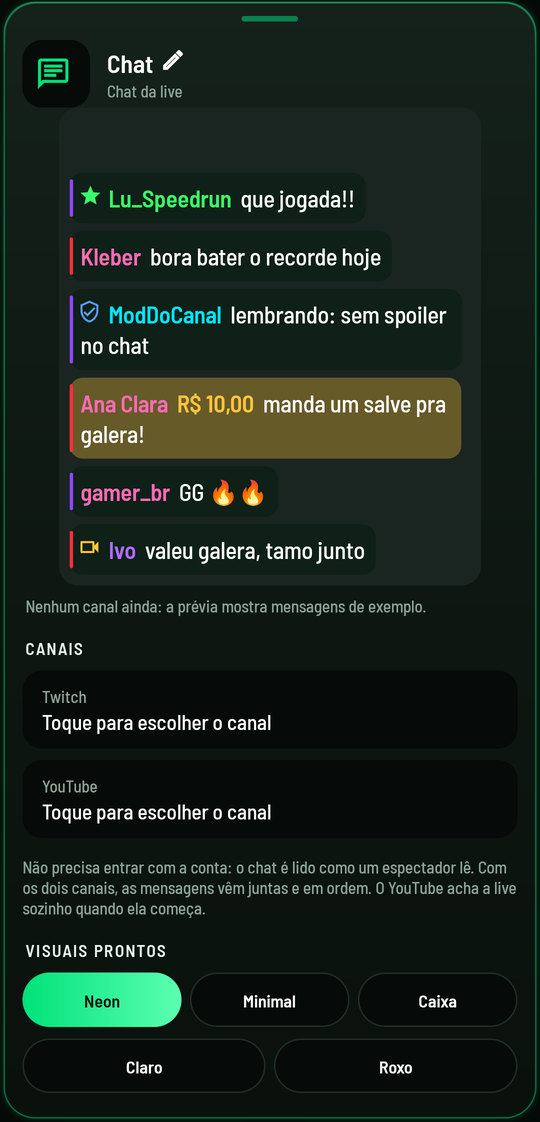 Chat
Chat da live
Lu_Speedrun que jogada!!
Kleber bora bater o recorde hoje
ModDoCanal lembrando: sem spoiler
no chat
Ana Clara R$ 10,00 manda um salve pra
galera!
gamer_br GG 🔥🔥
Ivo valeu galera, tamo junto
Nenhum canal ainda: a prévia mostra mensagens de exemplo.
CANAIS
Twitch
Toque para escolher o canal
YouTube
Toque para escolher o canal
Não precisa entrar com a conta: o chat é lido como um espectador lê. Com
os dois canais, as mensagens vêm juntas e em ordem. O YouTube acha a live
sozinho quando ela começa.
VISUAIS PRONTOS
Neon
Minimal
Caixa
Claro
Roxo